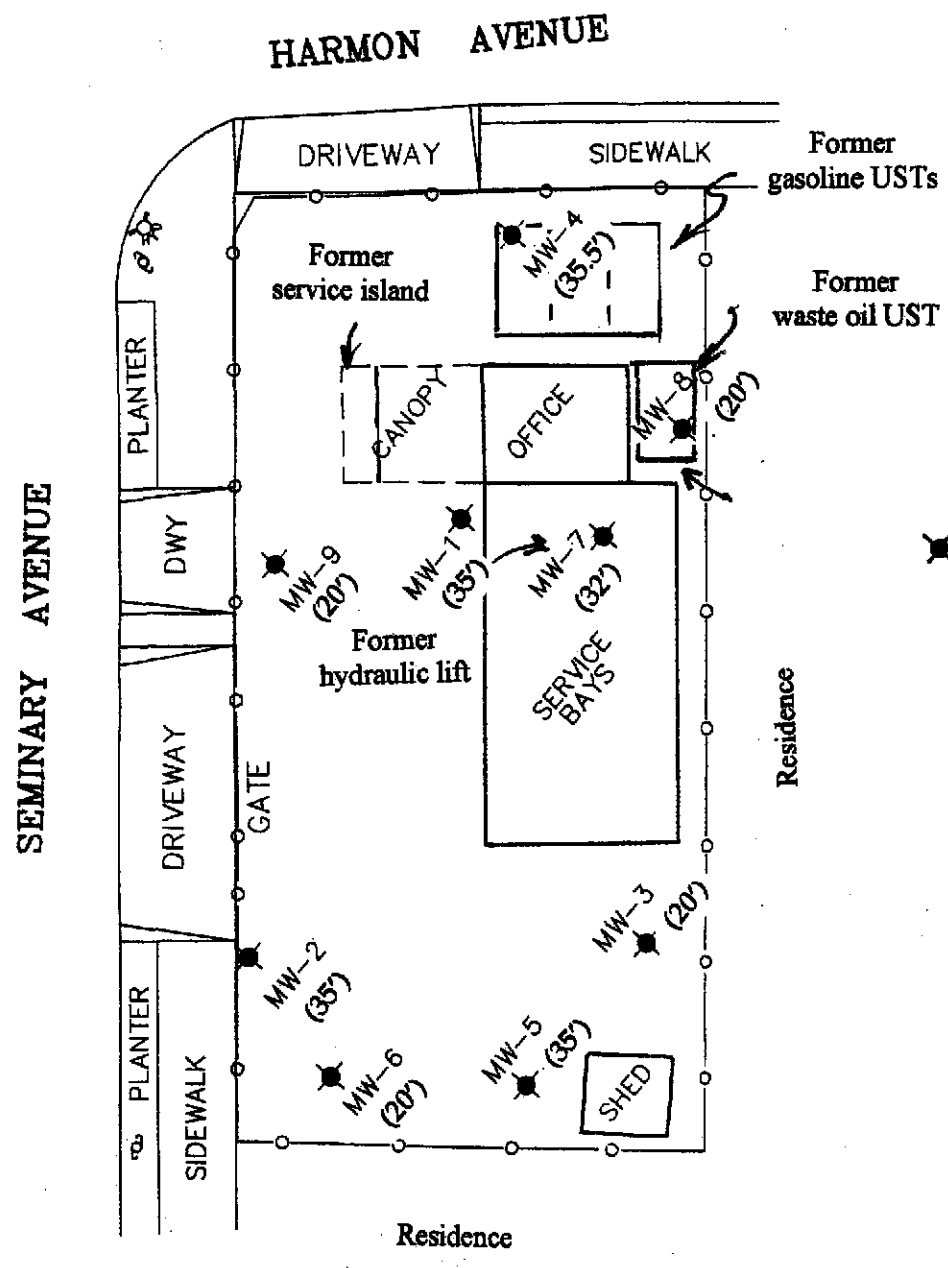 HARMON AVENUE
DRIVEWAY
SIDEWALK
Former
gasoline USTs
MW-4
(35.5')
Former
service island
Former
waste oil UST
PLANTER
CANOPY
OFFICE
MW-8
(20')
SEMINARY AVENUE
DWY
MW-9
(20')
MW-1
(35')
MW-7
(32')
Former
hydraulic lift
SERVICE
BAYS
Residence
DRIVEWAY
GATE
MW-3
(20')
MW-2
(35')
PLANTER
SIDEWALK
MW-6
(20')
MW-5
(35')
SHED
Residence